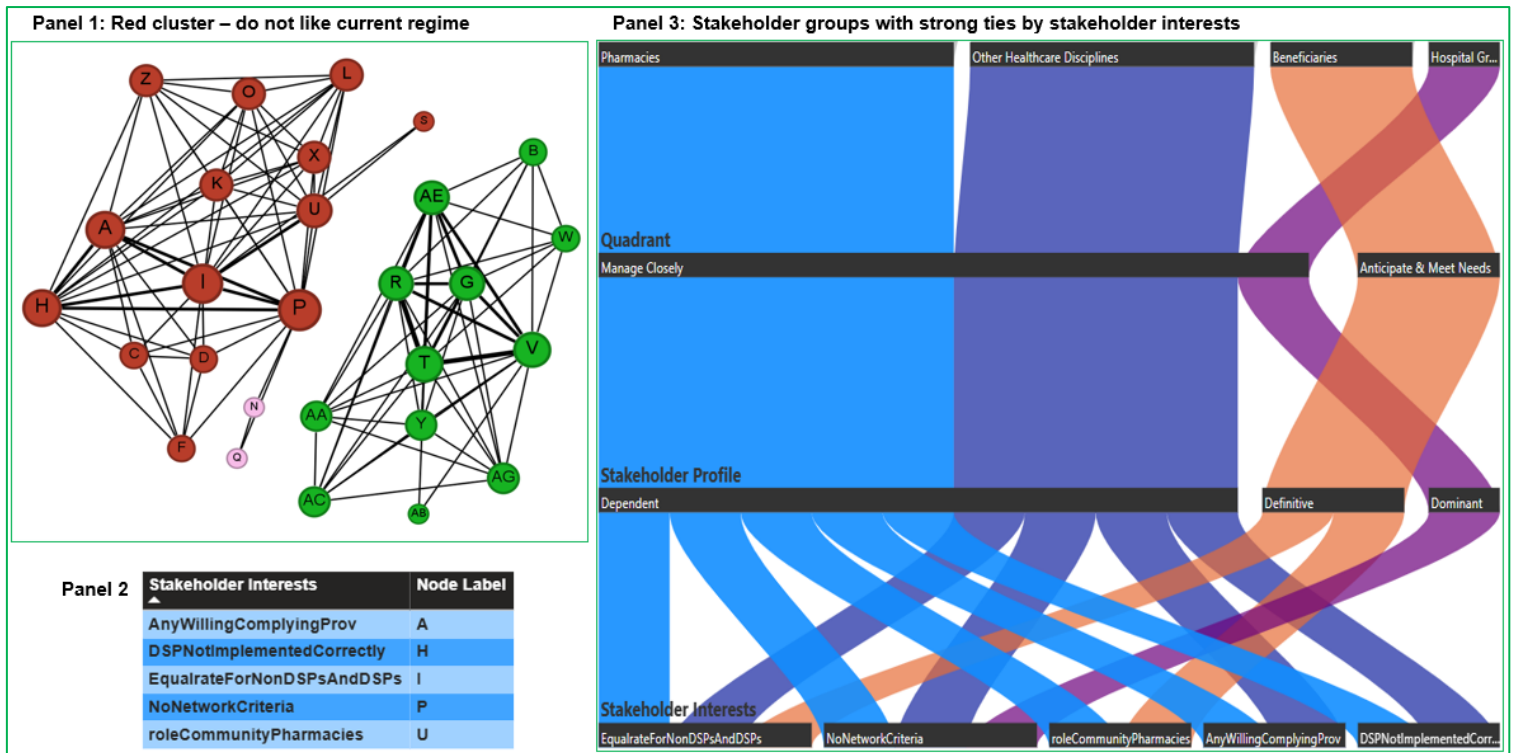 Panel 1: Red cluster – do not like current regime
Z
L
O
S
X
K
U
A
I
H
P
C
D
N
F
Q
B
AE
W
R
G
T
V
AA
Y
AG
AC
AB
Panel 2
Stakeholder Interests Node Label
AnyWillingComplyingProv A
DSPNotImplementedCorrectly H
EqualrateForNonDSPsAndDSPs I
NoNetworkCriteria P
roleCommunityPharmacies U
Panel 3: Stakeholder groups with strong ties by stakeholder interests
Pharmacies Other Healthcare Disciplines Beneficiaries Hospital Gr...
Quadrant
Manage Closely Anticipate & Meet Needs
Stakeholder Profile
Dependent Definitive Dominant
Stakeholder Interests
EqualrateForNonDSPsAndDSPs NoNetworkCriteria roleCommunityPharmacies AnyWillingComplyingProv DSPNotImplementedCorr...